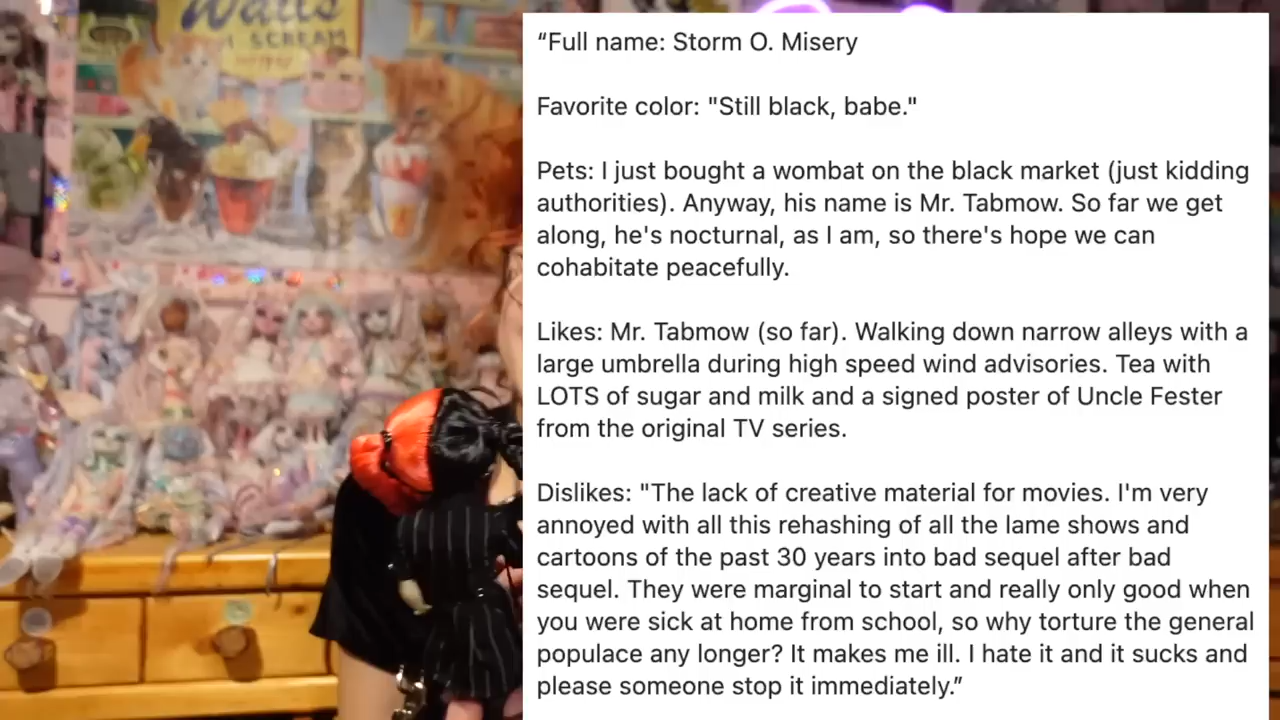 Walls
SCREAM
“Full name: Storm O. Misery
Favorite color: "Still black, babe."
Pets: I just bought a wombat on the black market (just kidding
authorities). Anyway, his name is Mr. Tabmow. So far we get
along, he's nocturnal, as I am, so there's hope we can
cohabitate peacefully.
Likes: Mr. Tabmow (so far). Walking down narrow alleys with a
large umbrella during high speed wind advisories. Tea with
LOTS of sugar and milk and a signed poster of Uncle Fester
from the original TV series.
Dislikes: "The lack of creative material for movies. I'm very
annoyed with all this rehashing of all the lame shows and
cartoons of the past 30 years into bad sequel after bad
sequel. They were marginal to start and really only good when
you were sick at home from school, so why torture the general
populace any longer? It makes me ill. I hate it and it sucks and
please someone stop it immediately.”